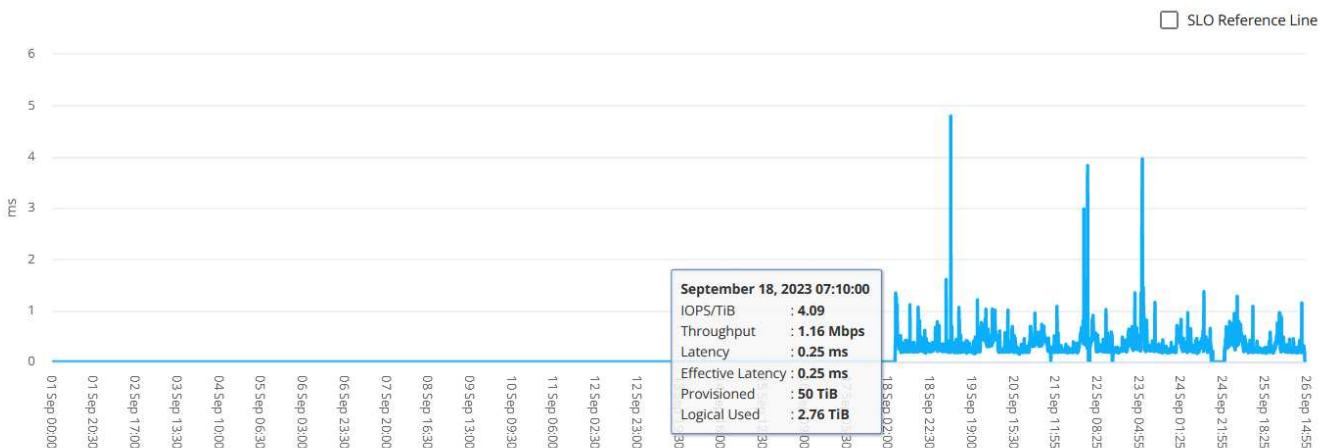 SLO Reference Line
6
5
4
3
2
1
0
ms
September 18, 2023 07:10:00
IOPS/TiB : 4.09
Throughput : 1.16 Mbps
Latency : 0.25 ms
Effective Latency : 0.25 ms
Provisioned : 50 TiB
Logical Used : 2.76 TiB
01 Sep 00:00
01 Sep 20:30
02 Sep 17:00
03 Sep 13:30
04 Sep 10:00
05 Sep 06:30
06 Sep 03:00
06 Sep 23:30
07 Sep 20:00
08 Sep 16:30
09 Sep 13:00
10 Sep 09:30
11 Sep 06:00
12 Sep 02:30
12 Sep 23:00
18 Sep 02:00
18 Sep 22:30
19 Sep 19:00
20 Sep 15:30
21 Sep 11:55
22 Sep 08:25
23 Sep 04:55
24 Sep 01:25
24 Sep 21:55
25 Sep 18:25
26 Sep 14:55